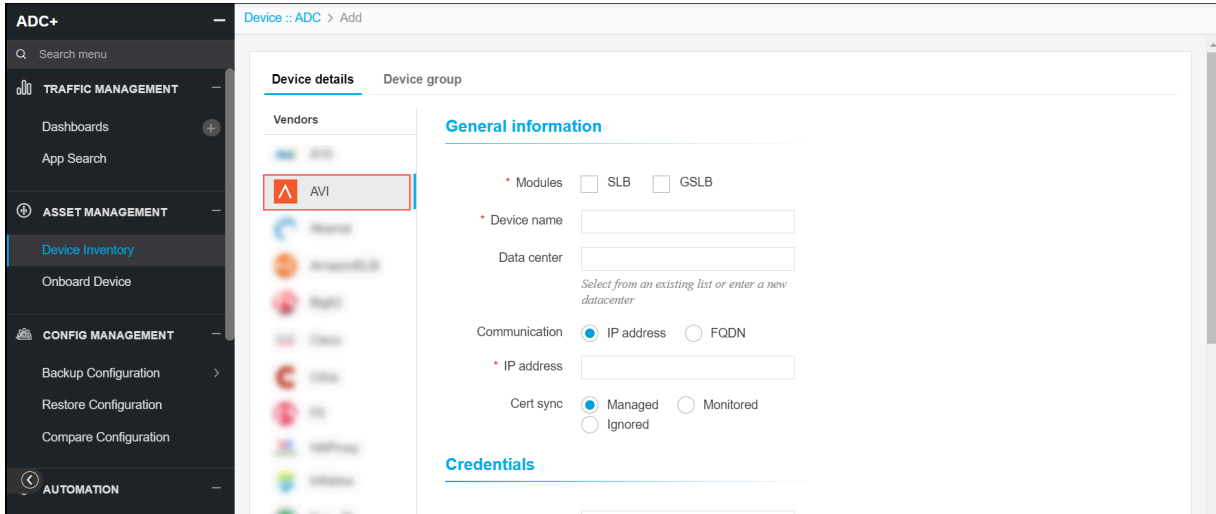 ADC+
Device :: ADC > Add
Search menu
TRAFFIC MANAGEMENT
Dashboards
App Search
ASSET MANAGEMENT
Device Inventory
Onboard Device
CONFIG MANAGEMENT
Backup Configuration
Restore Configuration
Compare Configuration
AUTOMATION
Device details Device group
Vendors
AVI
General information
* Modules SLB GSLB
* Device name
Data center
Select from an existing list or enter a new
datacenter
Communication IP address FQDN
* IP address
Cert sync Managed Monitored
Ignored
Credentials